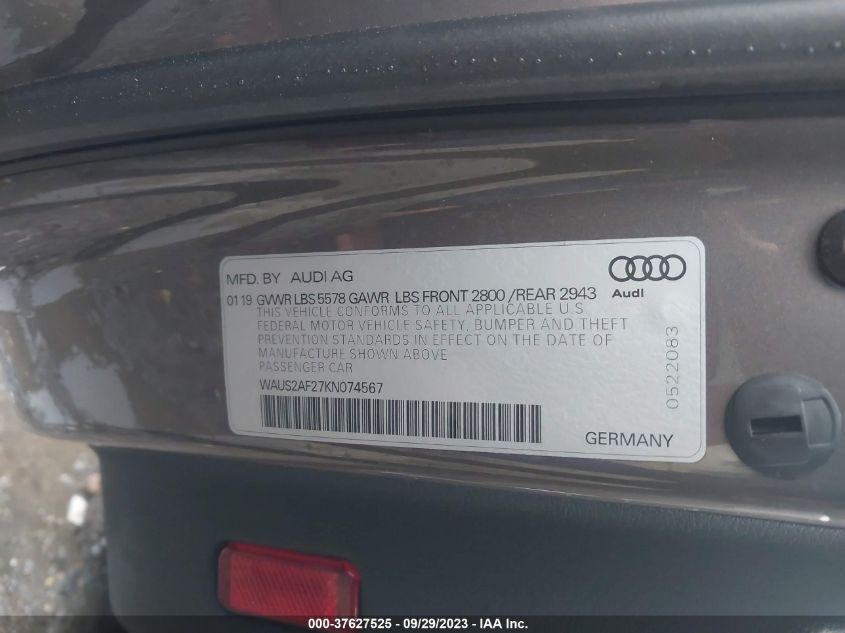 MFD. BY AUDI AG
Audi
01 19 GVWR LBS 5578 GAWR LBS FRONT 2800 /REAR 2943
THIS VEHICLE CONFORMS TO ALL APPLICABLE U.S.
FEDERAL MOTOR VEHICLE SAFETY, BUMPER AND THEFT
PREVENTION STANDARDS IN EFFECT ON THE DATE OF
MANUFACTURE SHOWN ABOVE
PASSENGER CAR
WAUS2AF27KN074567
GERMANY
0522083
000-37627525 - 09/29/2023 - IAA Inc.